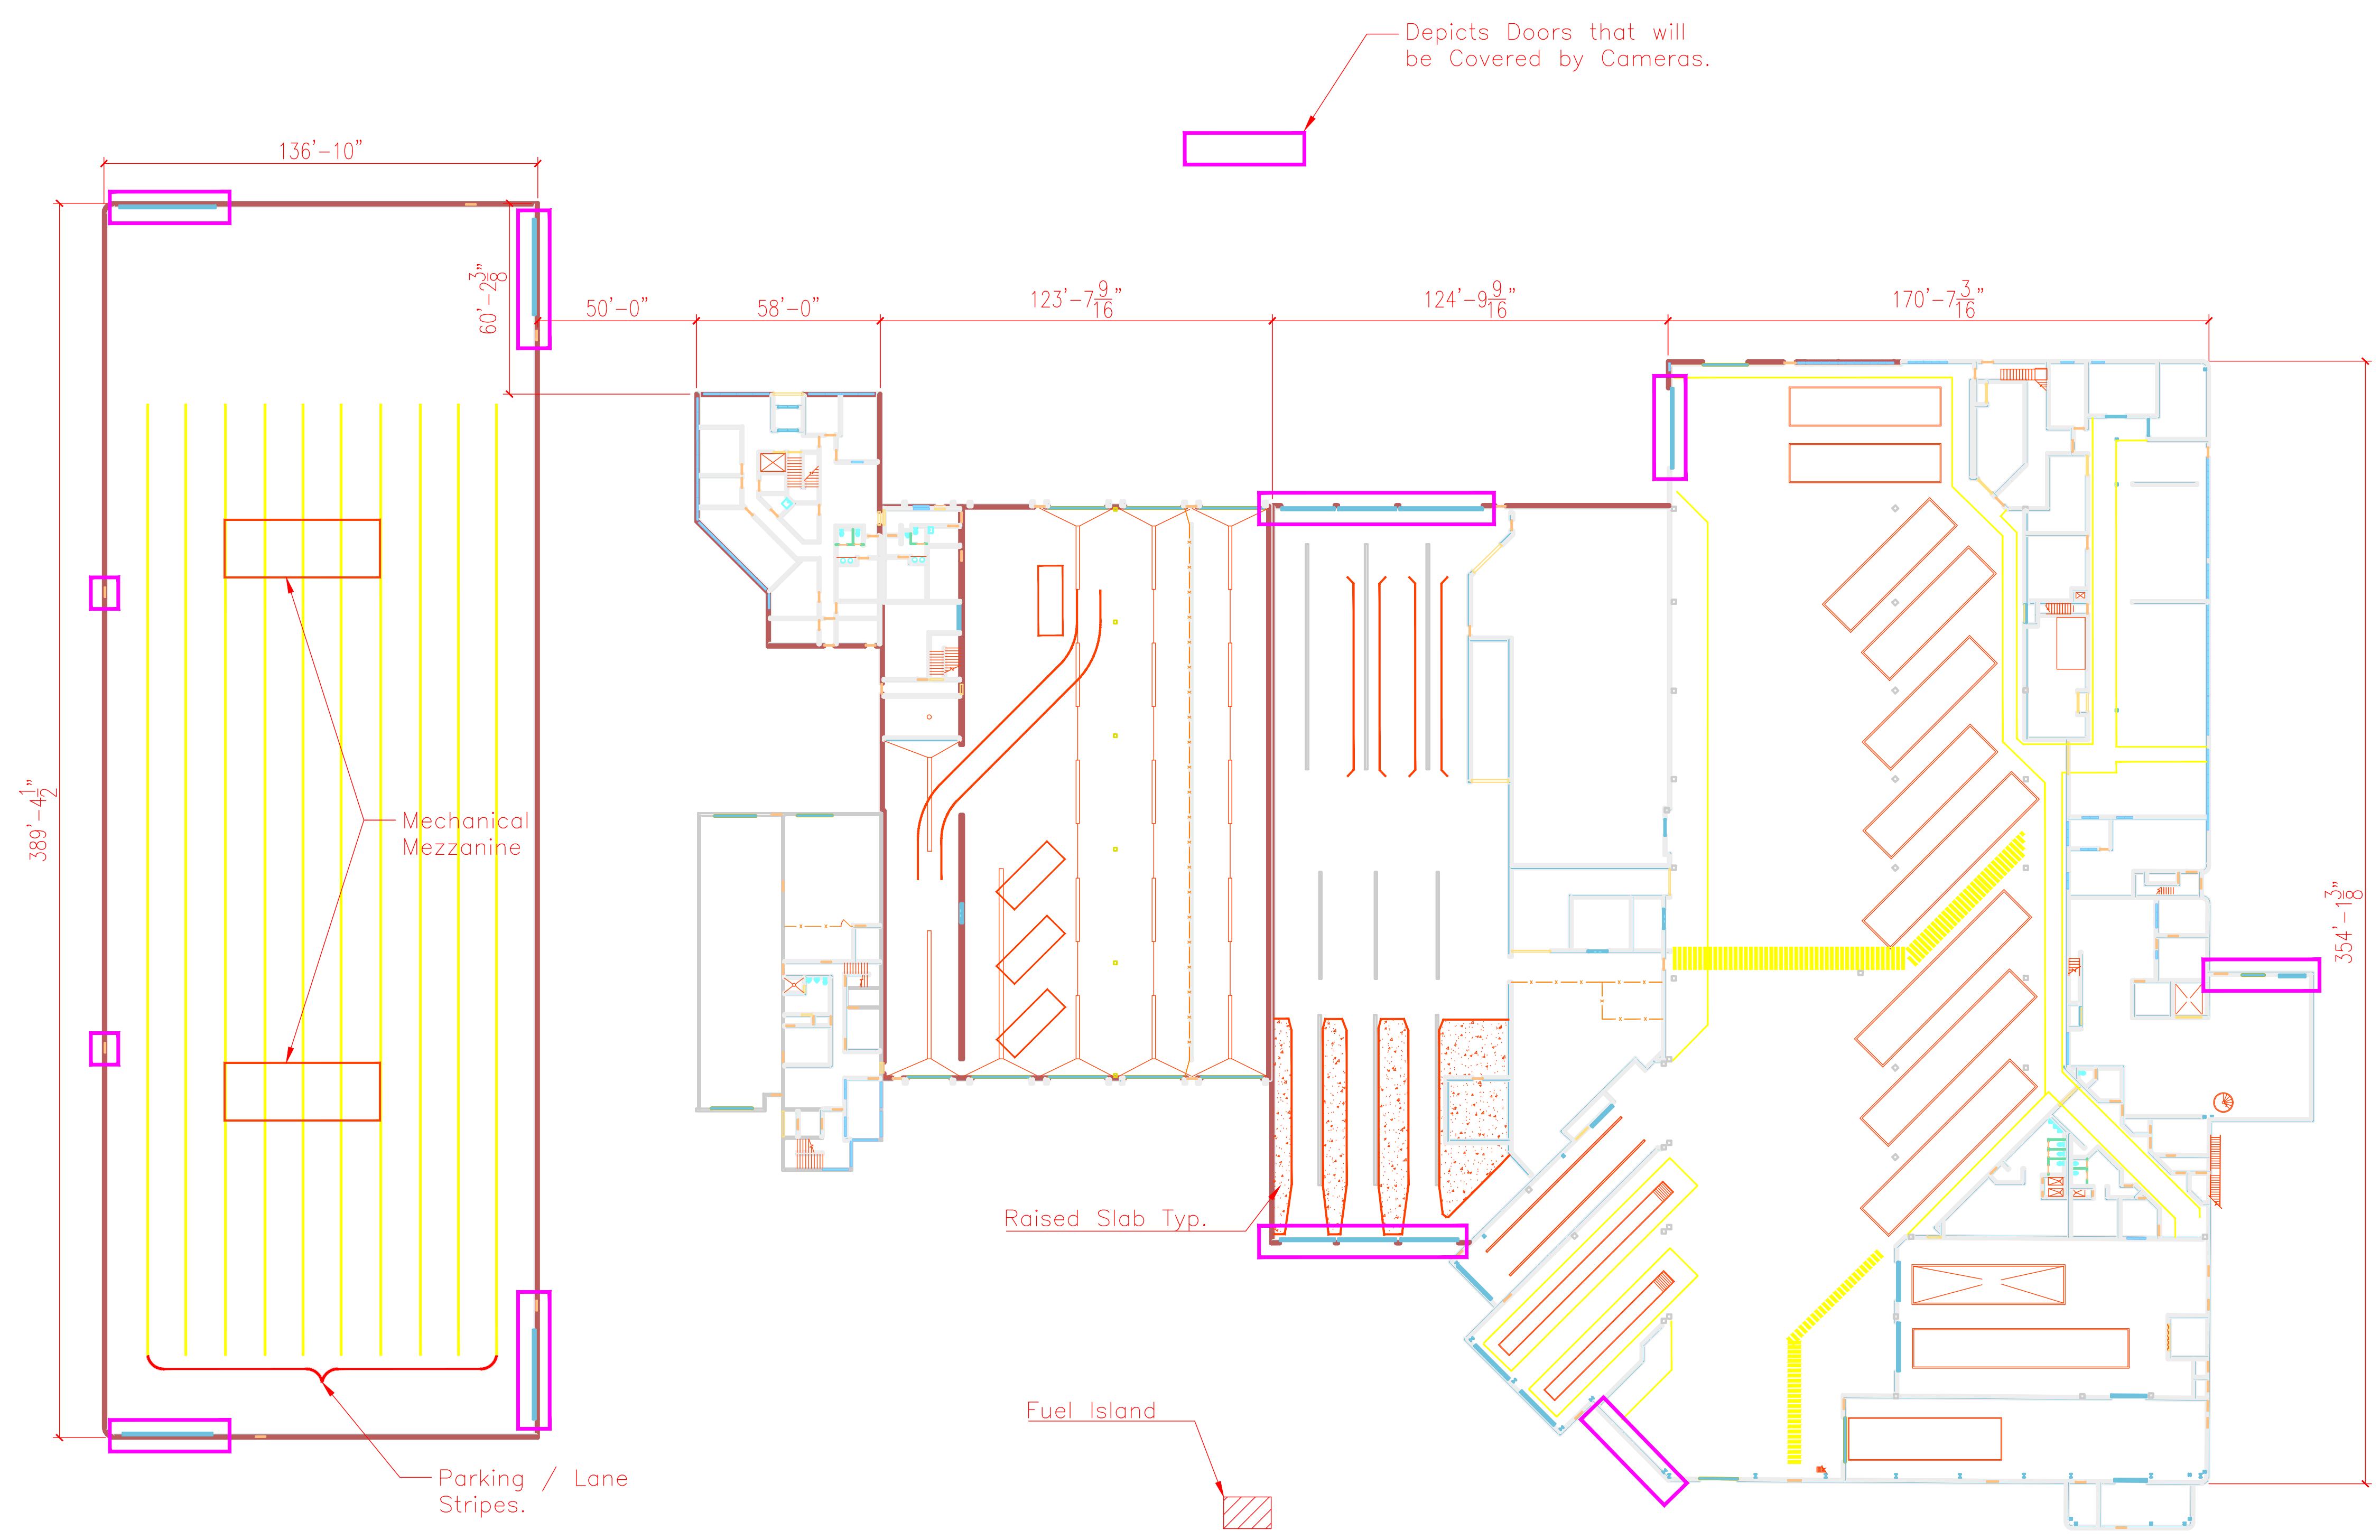 Depicts Doors that will
be Covered by Cameras.
136'-10"
60'-2 3/8"
50'-0"
58'-0"
123'-7 9/16"
124'-9 9/16"
170'-7 3/16"
389'-4 1/2"
354'-1 3/8"
Mechanical
Mezzanine
Raised Slab Typ.
Fuel Island
Parking / Lane
Stripes.